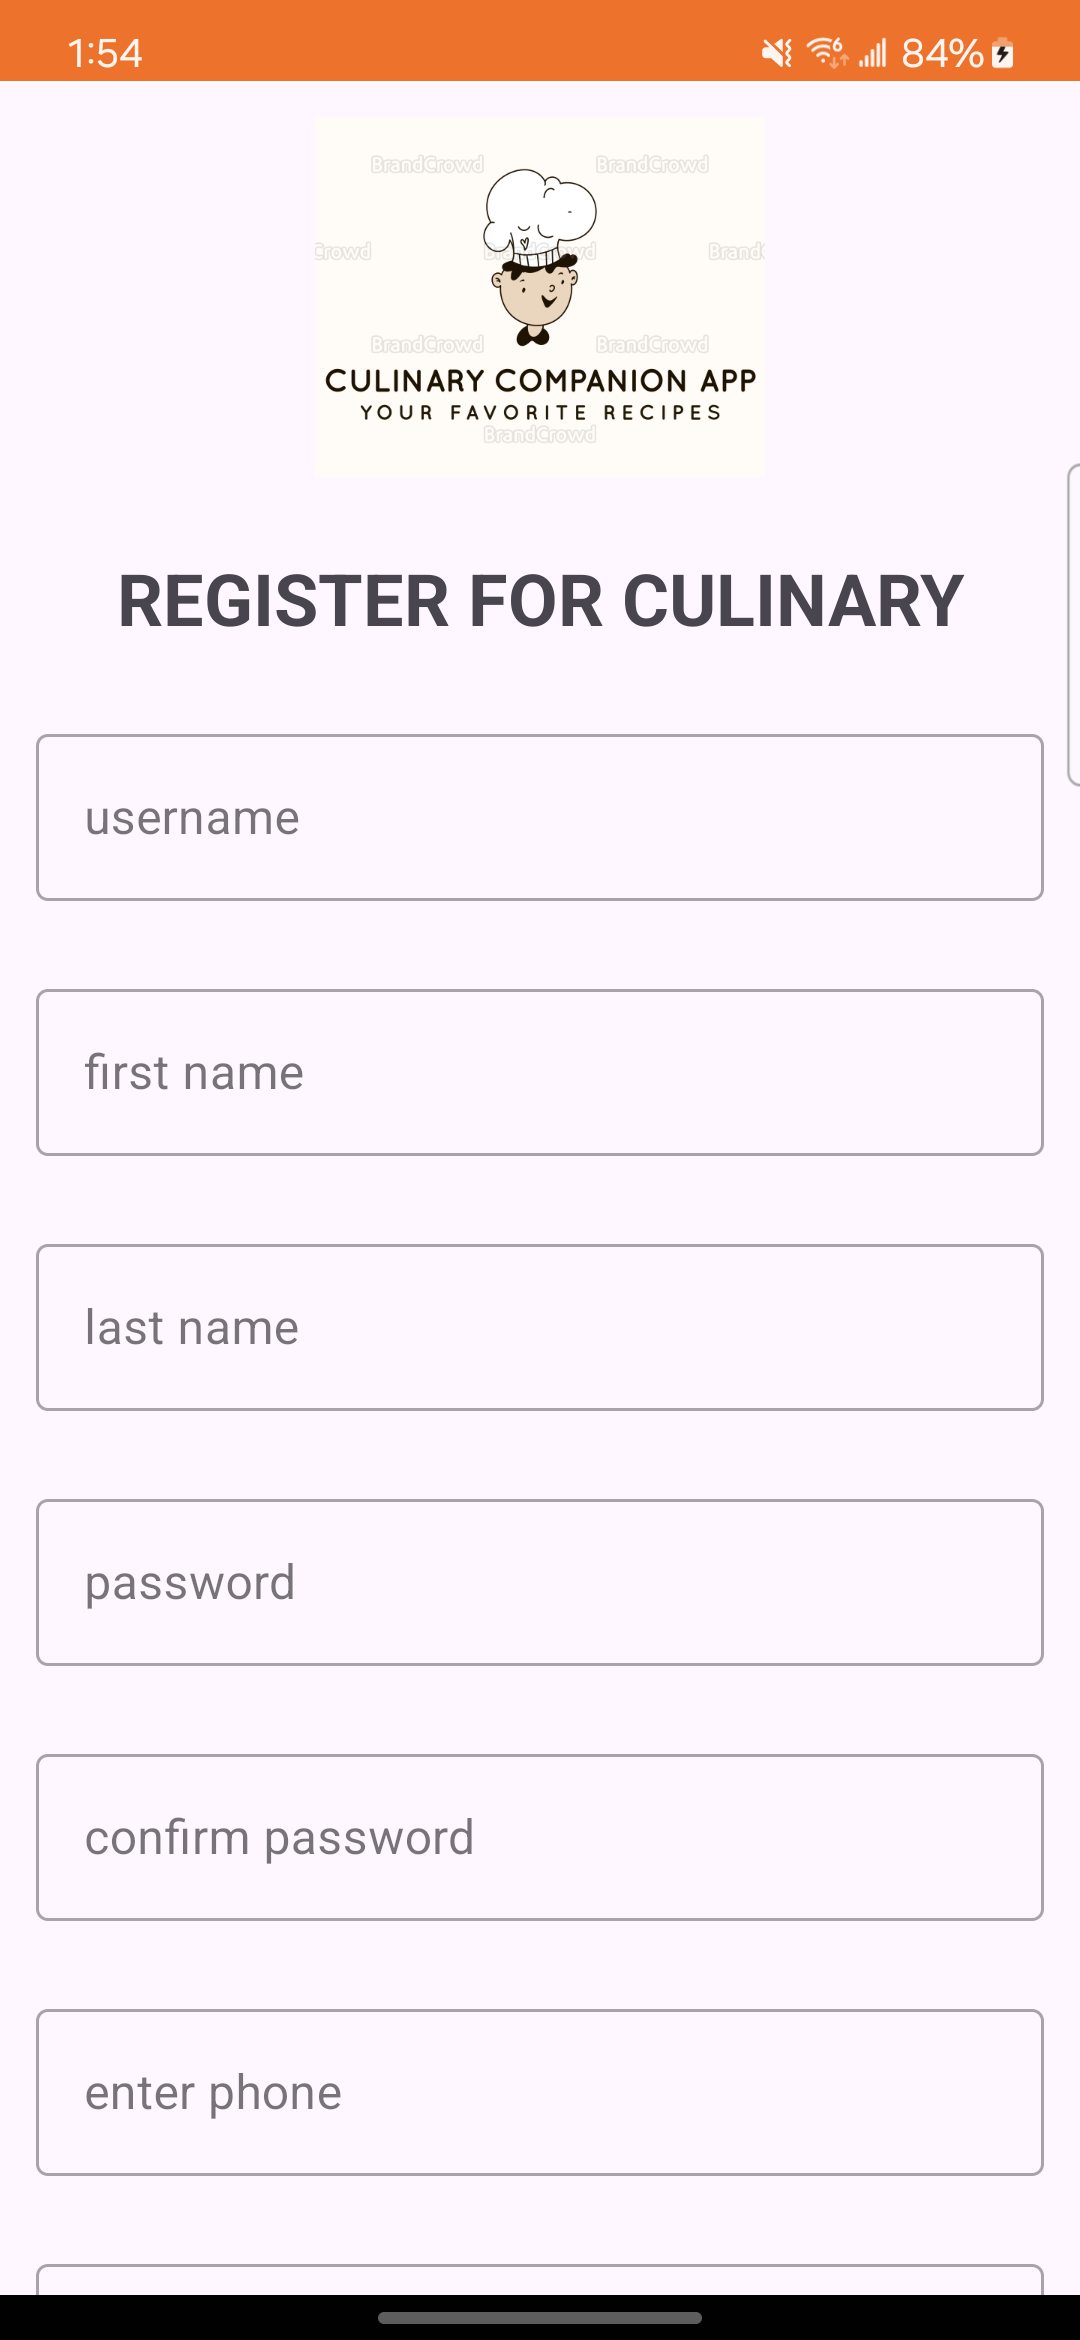 1:54
6 84%
BrandCrowd BrandCrowd
Crowd BrandCrowd Brand
BrandCrowd BrandCrowd
CULINARY COMPANION APP
YOUR FAVORITE RECIPES
BrandCrowd
REGISTER FOR CULINARY
username
first name
last name
password
confirm password
enter phone